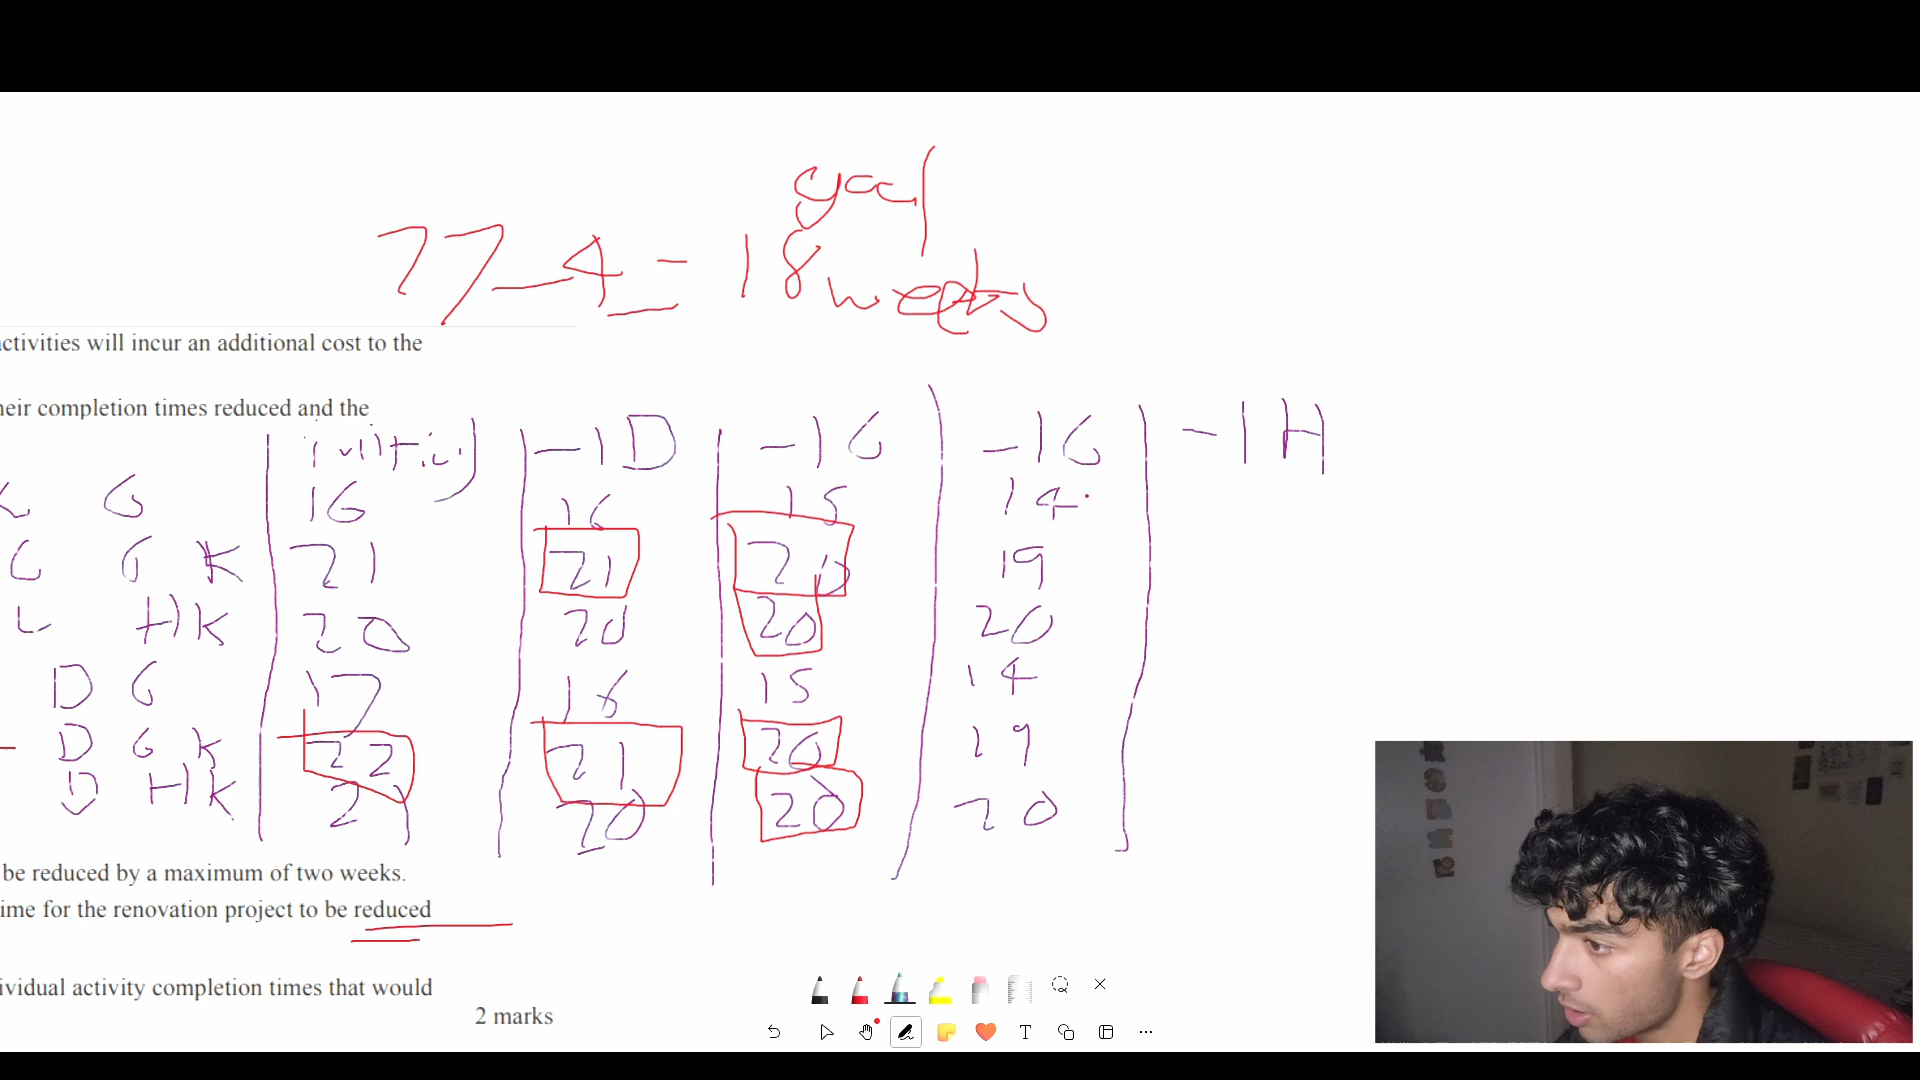 goal
22-4 = 18 weeks
ctivities will incur an additional cost to the
heir completion times reduced and the
initial -1D -1G -1G -1H
G 16 16 15 14
C G K 21 21 20 19
HK 20 20 20 20
D G 17 16 15 14
D G K 22 21 20 19
D HK 21 20 20 20
be reduced by a maximum of two weeks.
ime for the renovation project to be reduced
ividual activity completion times that would
2 marks
T